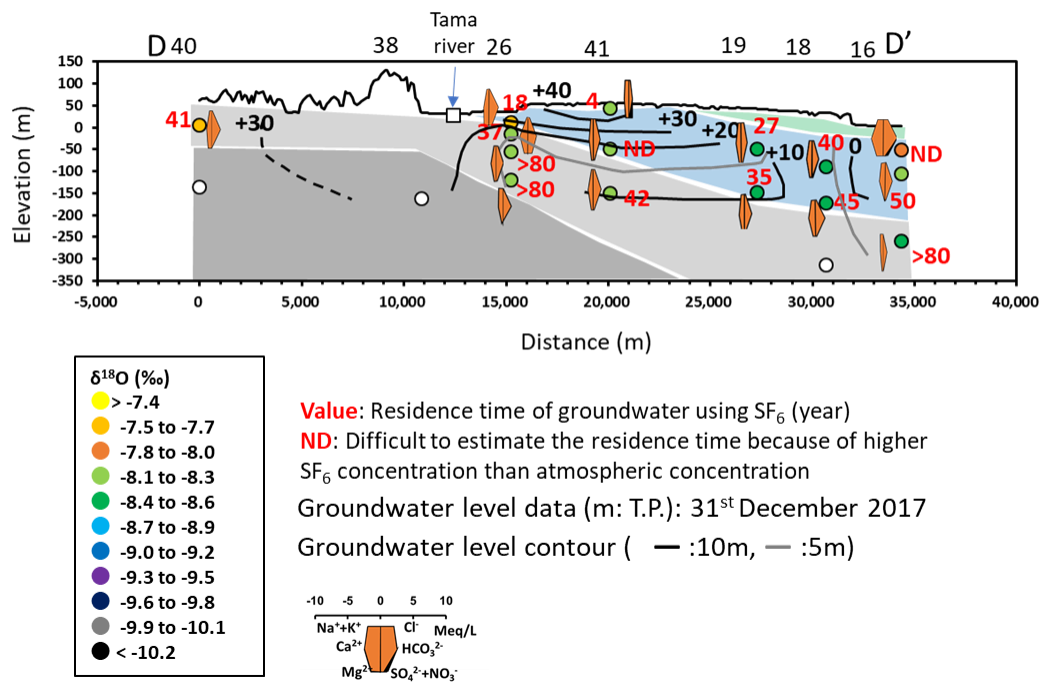 Tama
river
D 40 38 26 41 19 18 16 D'
150
100
50
0
-50
-100
-150
-200
-250
-300
-350
Elevation (m)
41 +30 18 37 >80 >80 +40 4 ND 42 +30 +20 27 +10 35 40 0 45 ND 50 >80
-5,000 0 5,000 10,000 15,000 20,000 25,000 30,000 35,000 40,000
Distance (m)
δ18O (‰)
> -7.4
-7.5 to -7.7
-7.8 to -8.0
-8.1 to -8.3
-8.4 to -8.6
-8.7 to -8.9
-9.0 to -9.2
-9.3 to -9.5
-9.6 to -9.8
-9.9 to -10.1
< -10.2
Value: Residence time of groundwater using SF6 (year)
ND: Difficult to estimate the residence time because of higher
SF6 concentration than atmospheric concentration
Groundwater level data (m: T.P.): 31st December 2017
Groundwater level contour ( :10m, :5m)
-10 -5 0 5 10
Na++K+ Cl- Meq/L
Ca2+ HCO32-
Mg2+ SO42-+NO3-